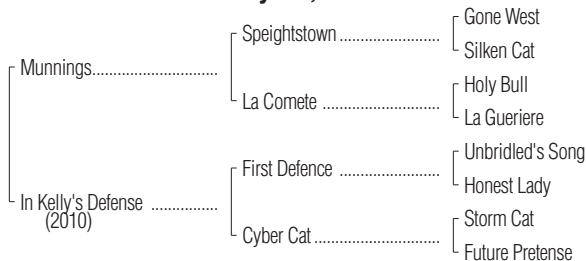 Gone West
Speightstown
Silken Cat
Munnings
Holy Bull
La Comete
La Gueriere
Unbridled's Song
First Defence
Honest Lady
In Kelly's Defense
(2010)
Storm Cat
Cyber Cat
Future Pretense